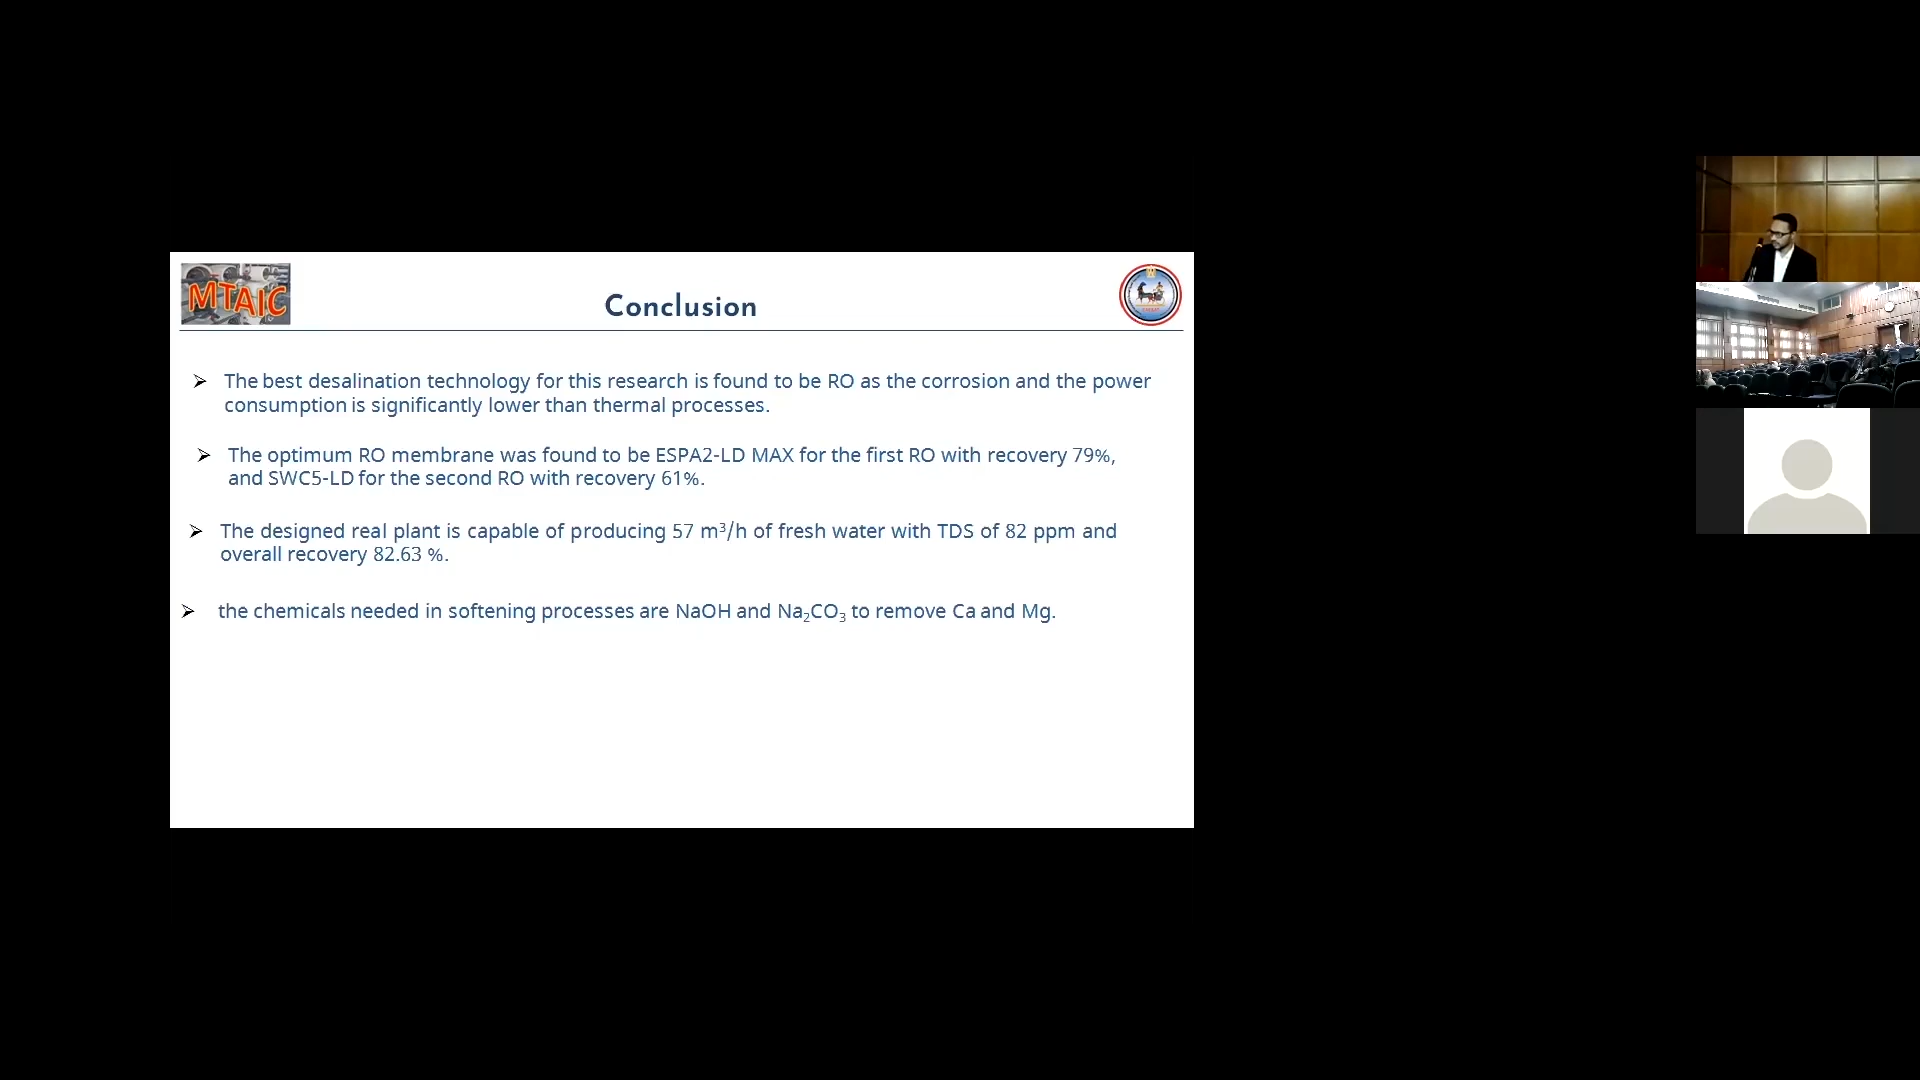 MTAIC
Conclusion
➢ The best desalination technology for this research is found to be RO as the corrosion and the power
consumption is significantly lower than thermal processes.
➢ The optimum RO membrane was found to be ESPA2-LD MAX for the first RO with recovery 79%,
and SWC5-LD for the second RO with recovery 61%.
➢ The designed real plant is capable of producing 57 m³/h of fresh water with TDS of 82 ppm and
overall recovery 82.63 %.
➢ the chemicals needed in softening processes are NaOH and Na₂CO₃ to remove Ca and Mg.